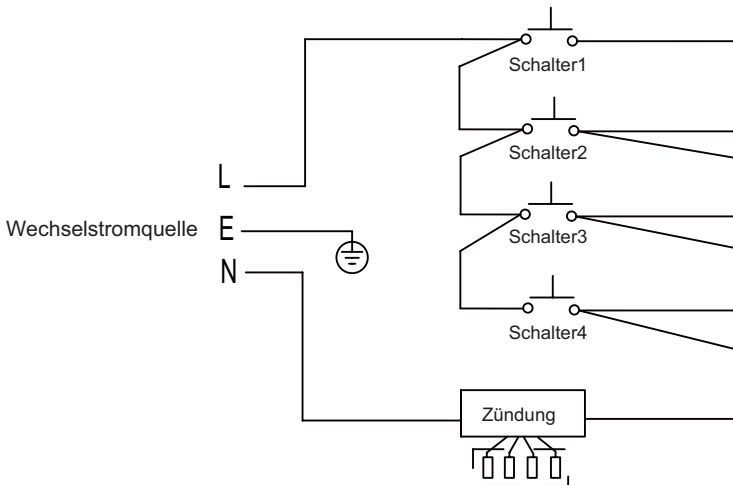 Schalter1
Schalter2
L
Wechselstromquelle E
Schalter3
N
Schalter4
Zündung